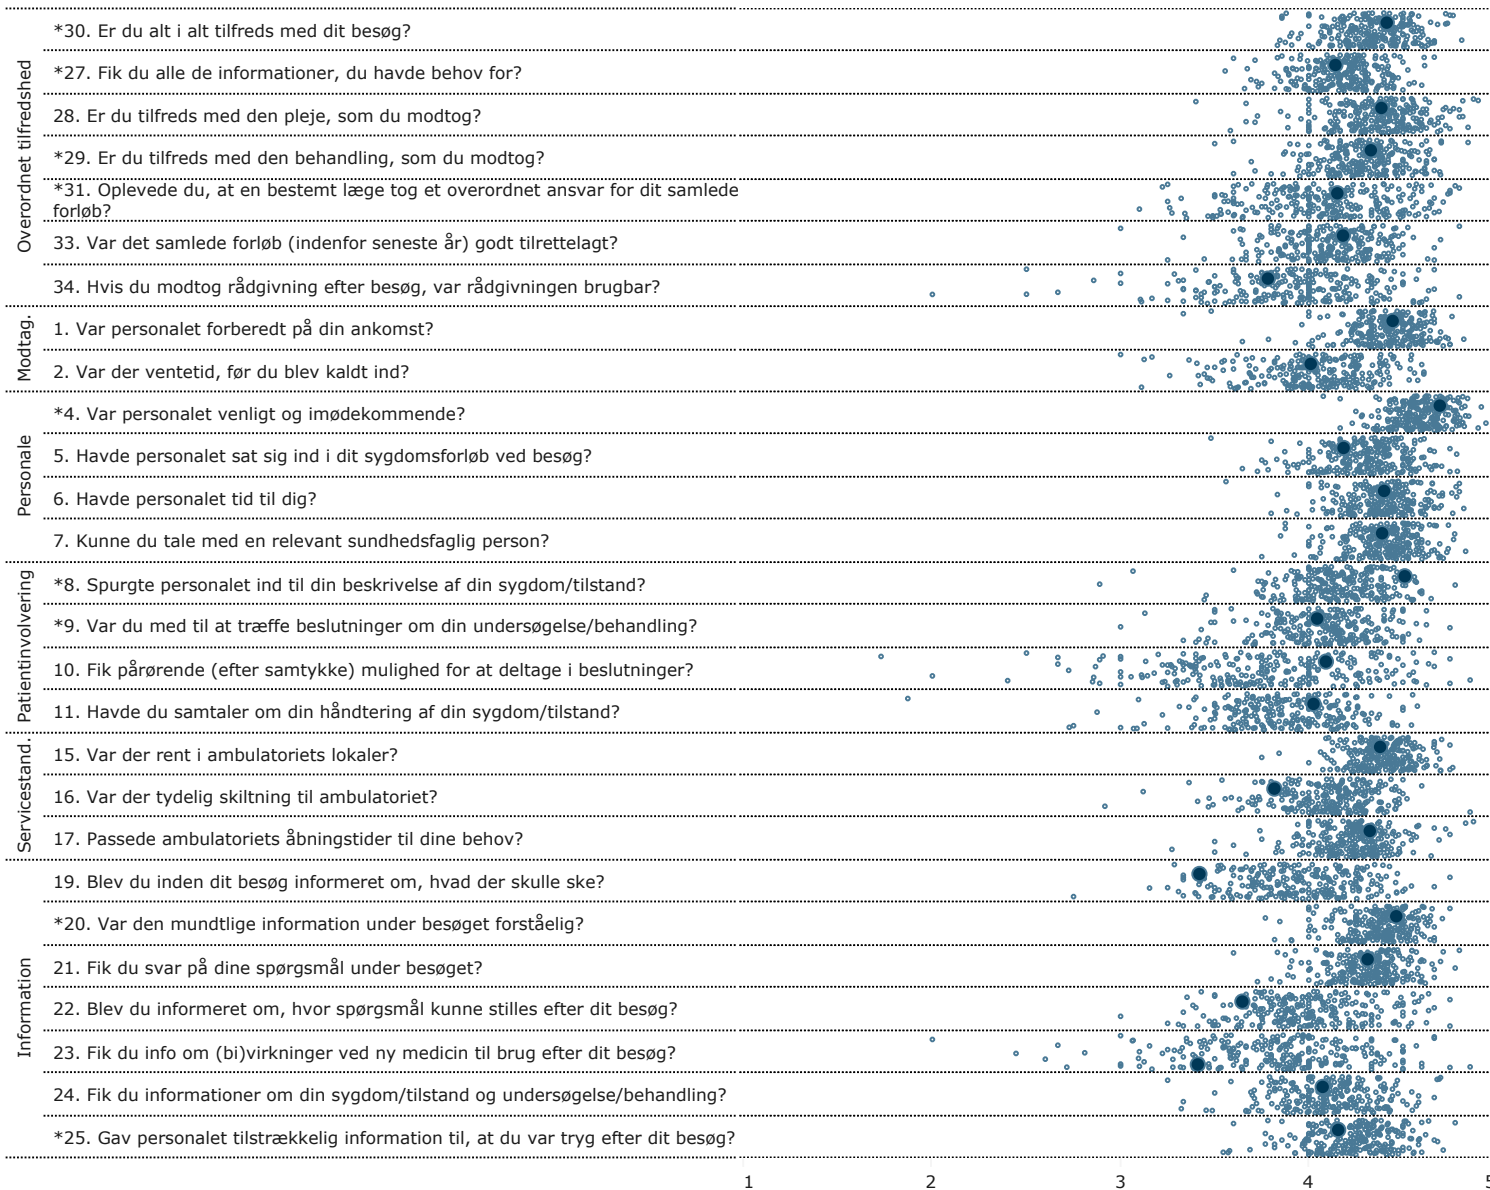 Overordnet tilfredshed
*30. Er du alt i alt tilfreds med dit besøg?
*27. Fik du alle de informationer, du havde behov for?
28. Er du tilfreds med den pleje, som du modtog?
*29. Er du tilfreds med den behandling, som du modtog?
*31. Oplevede du, at en bestemt læge tog et overordnet ansvar for dit samlede
forløb?
33. Var det samlede forløb (indenfor seneste år) godt tilrettelagt?
34. Hvis du modtog rådgivning efter besøg, var rådgivningen brugbar?
Modtag.
1. Var personalet forberedt på din ankomst?
2. Var der ventetid, før du blev kaldt ind?
Personale
*4. Var personalet venligt og imødekommende?
5. Havde personalet sat sig ind i dit sygdomsforløb ved besøg?
6. Havde personalet tid til dig?
7. Kunne du tale med en relevant sundhedsfaglig person?
Patientinvolvering
*8. Spurgte personalet ind til din beskrivelse af din sygdom/tilstand?
*9. Var du med til at træffe beslutninger om din undersøgelse/behandling?
10. Fik pårørende (efter samtykke) mulighed for at deltage i beslutninger?
11. Havde du samtaler om din håndtering af din sygdom/tilstand?
Servicestand.
15. Var der rent i ambulatoriets lokaler?
16. Var der tydelig skiltning til ambulatoriet?
17. Passede ambulatoriets åbningstider til dine behov?
Information
19. Blev du inden dit besøg informeret om, hvad der skulle ske?
*20. Var den mundtlige information under besøget forståelig?
21. Fik du svar på dine spørgsmål under besøget?
22. Blev du informeret om, hvor spørgsmål kunne stilles efter dit besøg?
23. Fik du info om (bi)virkninger ved ny medicin til brug efter dit besøg?
24. Fik du informationer om din sygdom/tilstand og undersøgelse/behandling?
*25. Gav personalet tilstrækkelig information til, at du var tryg efter dit besøg?
1 2 3 4 5